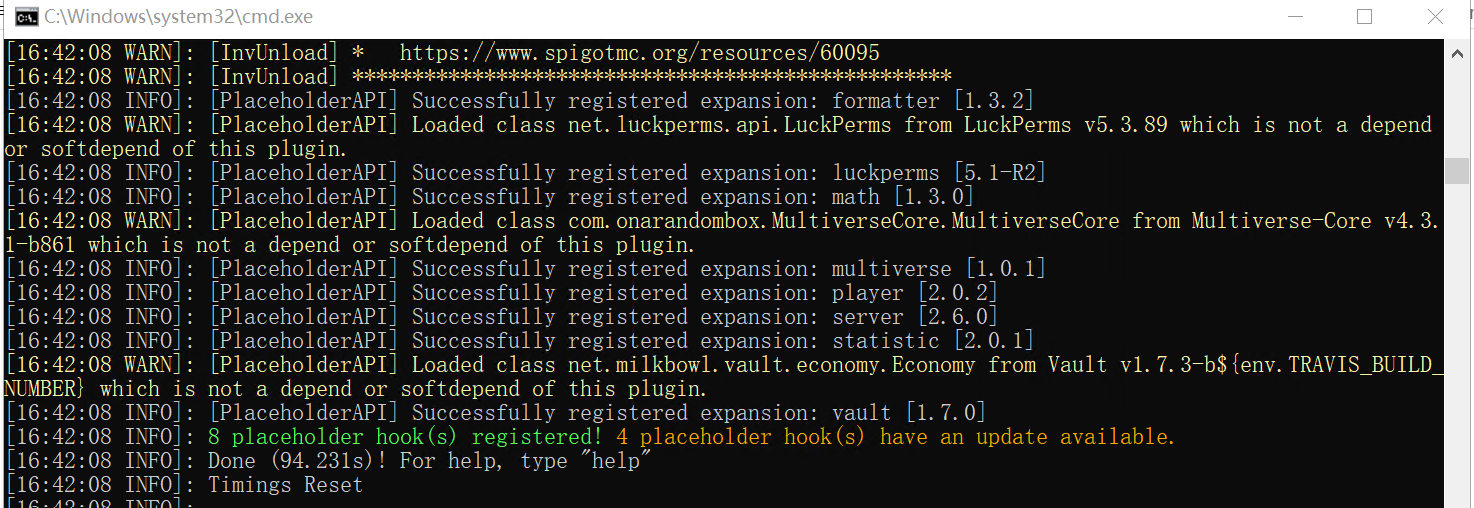 C:\Windows\system32\cmd.exe
[16:42:08 WARN]: [InvUnload] *   https://www.spigotmc.org/resources/60095
[16:42:08 WARN]: [InvUnload] **************************************************
[16:42:08 INFO]: [PlaceholderAPI] Successfully registered expansion: formatter [1.3.2]
[16:42:08 WARN]: [PlaceholderAPI] Loaded class net.luckperms.api.LuckPerms from LuckPerms v5.3.89 which is not a depend
or softdepend of this plugin.
[16:42:08 INFO]: [PlaceholderAPI] Successfully registered expansion: luckperms [5.1-R2]
[16:42:08 INFO]: [PlaceholderAPI] Successfully registered expansion: math [1.3.0]
[16:42:08 WARN]: [PlaceholderAPI] Loaded class com.onarandombox.MultiverseCore.MultiverseCore from Multiverse-Core v4.3.
1-b861 which is not a depend or softdepend of this plugin.
[16:42:08 INFO]: [PlaceholderAPI] Successfully registered expansion: multiverse [1.0.1]
[16:42:08 INFO]: [PlaceholderAPI] Successfully registered expansion: player [2.0.2]
[16:42:08 INFO]: [PlaceholderAPI] Successfully registered expansion: server [2.6.0]
[16:42:08 INFO]: [PlaceholderAPI] Successfully registered expansion: statistic [2.0.1]
[16:42:08 WARN]: [PlaceholderAPI] Loaded class net.milkbowl.vault.economy.Economy from Vault v1.7.3-b${env.TRAVIS_BUILD_
NUMBER} which is not a depend or softdepend of this plugin.
[16:42:08 INFO]: [PlaceholderAPI] Successfully registered expansion: vault [1.7.0]
[16:42:08 INFO]: 8 placeholder hook(s) registered! 4 placeholder hook(s) have an update available.
[16:42:08 INFO]: Done (94.231s)! For help, type "help"
[16:42:08 INFO]: Timings Reset